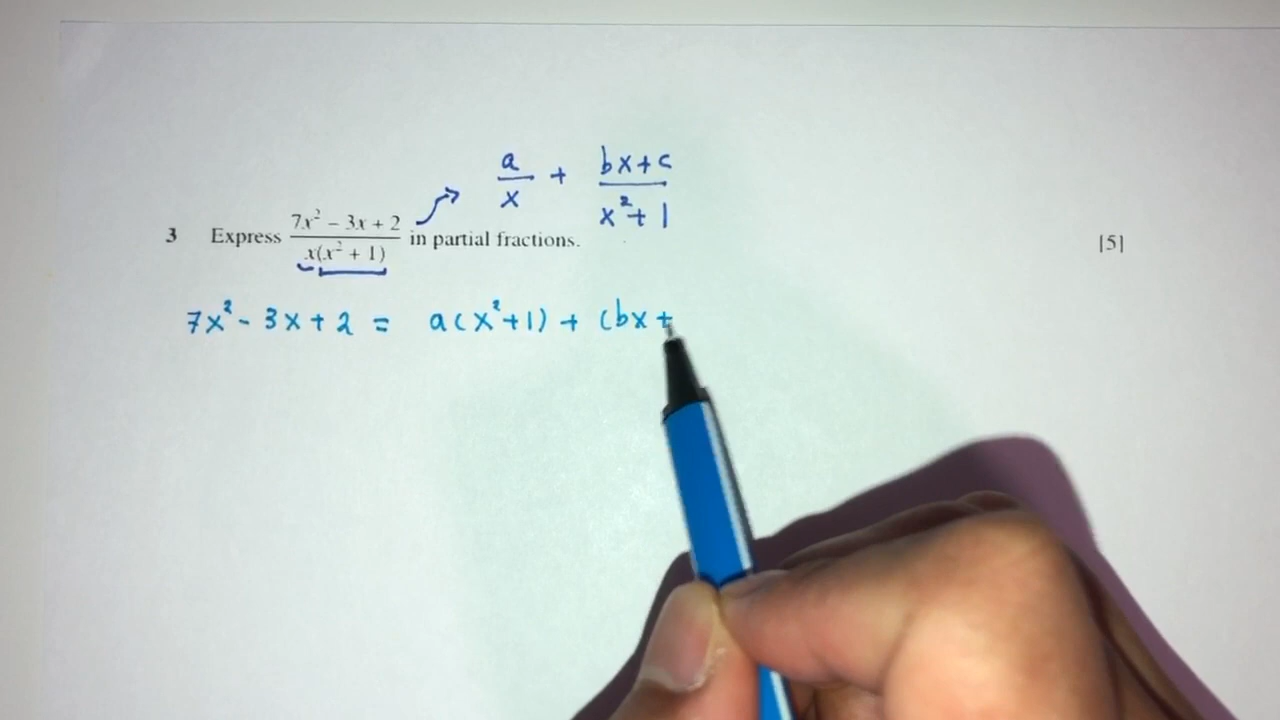 a/x + (bx+c)/(x²+1)
3 Express (7x² − 3x + 2)/(x(x² + 1)) in partial fractions. [5]
7x² - 3x + 2 = a(x²+1) + (bx +